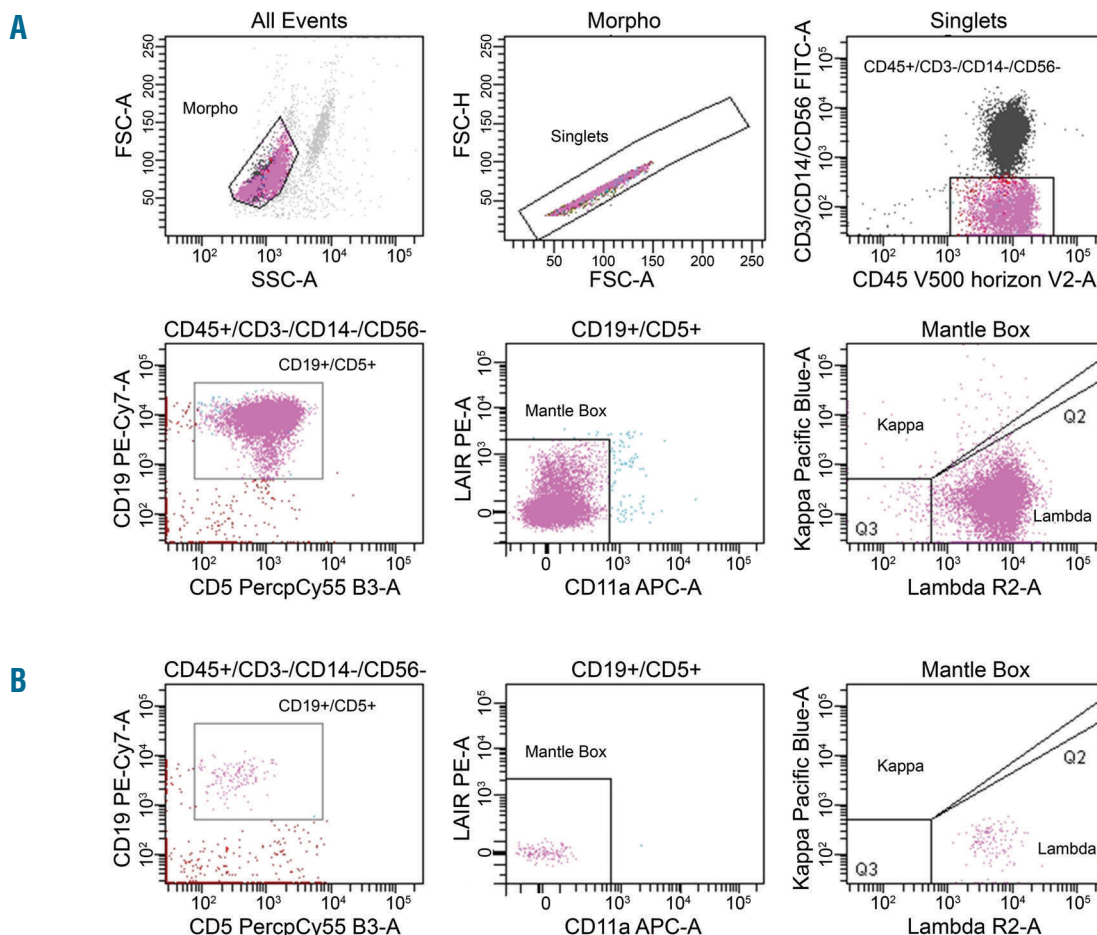 A
All Events
Morpho
Singlets
FSC-A
250
200
150
100
50
Morpho
10² 10³ 10⁴ 10⁵
SSC-A
FSC-H
250
200
150
100
50
Singlets
50 100 150 200 250
FSC-A
CD3/CD14/CD56 FITC-A
10⁵
10⁴
10³
10²
CD45+/CD3-/CD14-/CD56-
10² 10³ 10⁴ 10⁵
CD45 V500 horizon V2-A
CD45+/CD3-/CD14-/CD56-
CD19+/CD5+
Mantle Box
CD19 PE-Cy7-A
10⁵
10⁴
10³
10²
CD19+/CD5+
10² 10³ 10⁴ 10⁵
CD5 PercpCy55 B3-A
LAIR PE-A
10⁵
10⁴
10³
0
Mantle Box
0 10³ 10⁴ 10⁵
CD11a APC-A
Kappa Pacific Blue-A
10⁵
10⁴
10³
10²
Kappa
Q2
Q3
Lambda
10² 10³ 10⁴ 10⁵
Lambda R2-A
B
CD45+/CD3-/CD14-/CD56-
CD19+/CD5+
Mantle Box
CD19 PE-Cy7-A
10⁵
10⁴
10³
10²
CD19+/CD5+
10² 10³ 10⁴ 10⁵
CD5 PercpCy55 B3-A
LAIR PE-A
10⁵
10⁴
10³
0
Mantle Box
0 10³ 10⁴ 10⁵
CD11a APC-A
Kappa Pacific Blue-A
10⁵
10⁴
10³
10²
Kappa
Q2
Q3
Lambda
10² 10³ 10⁴ 10⁵
Lambda R2-A